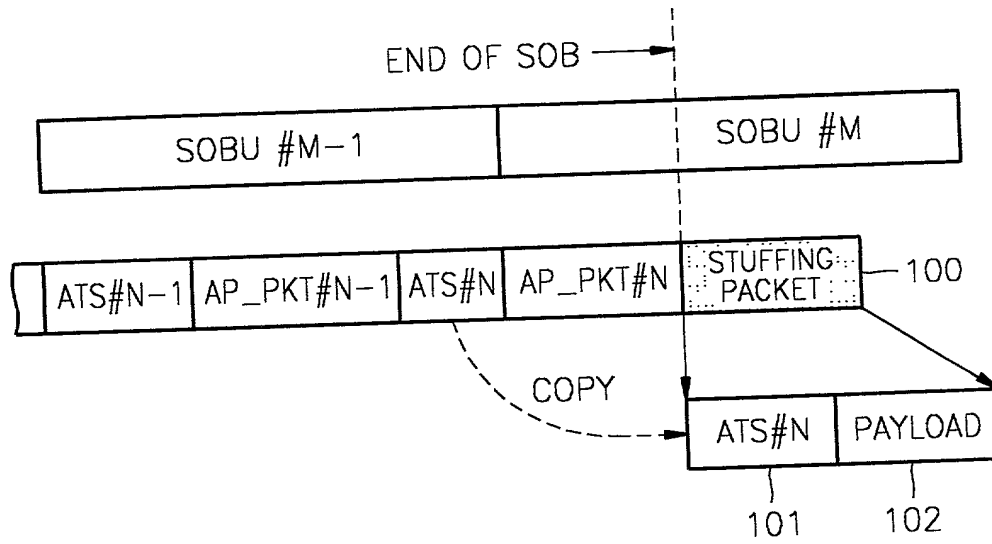 END OF SOB
SOBU #M-1
SOBU #M
ATS#N-1
AP_PKT#N-1
ATS#N
AP_PKT#N
STUFFING
PACKET
100
COPY
ATS#N
PAYLOAD
101
102